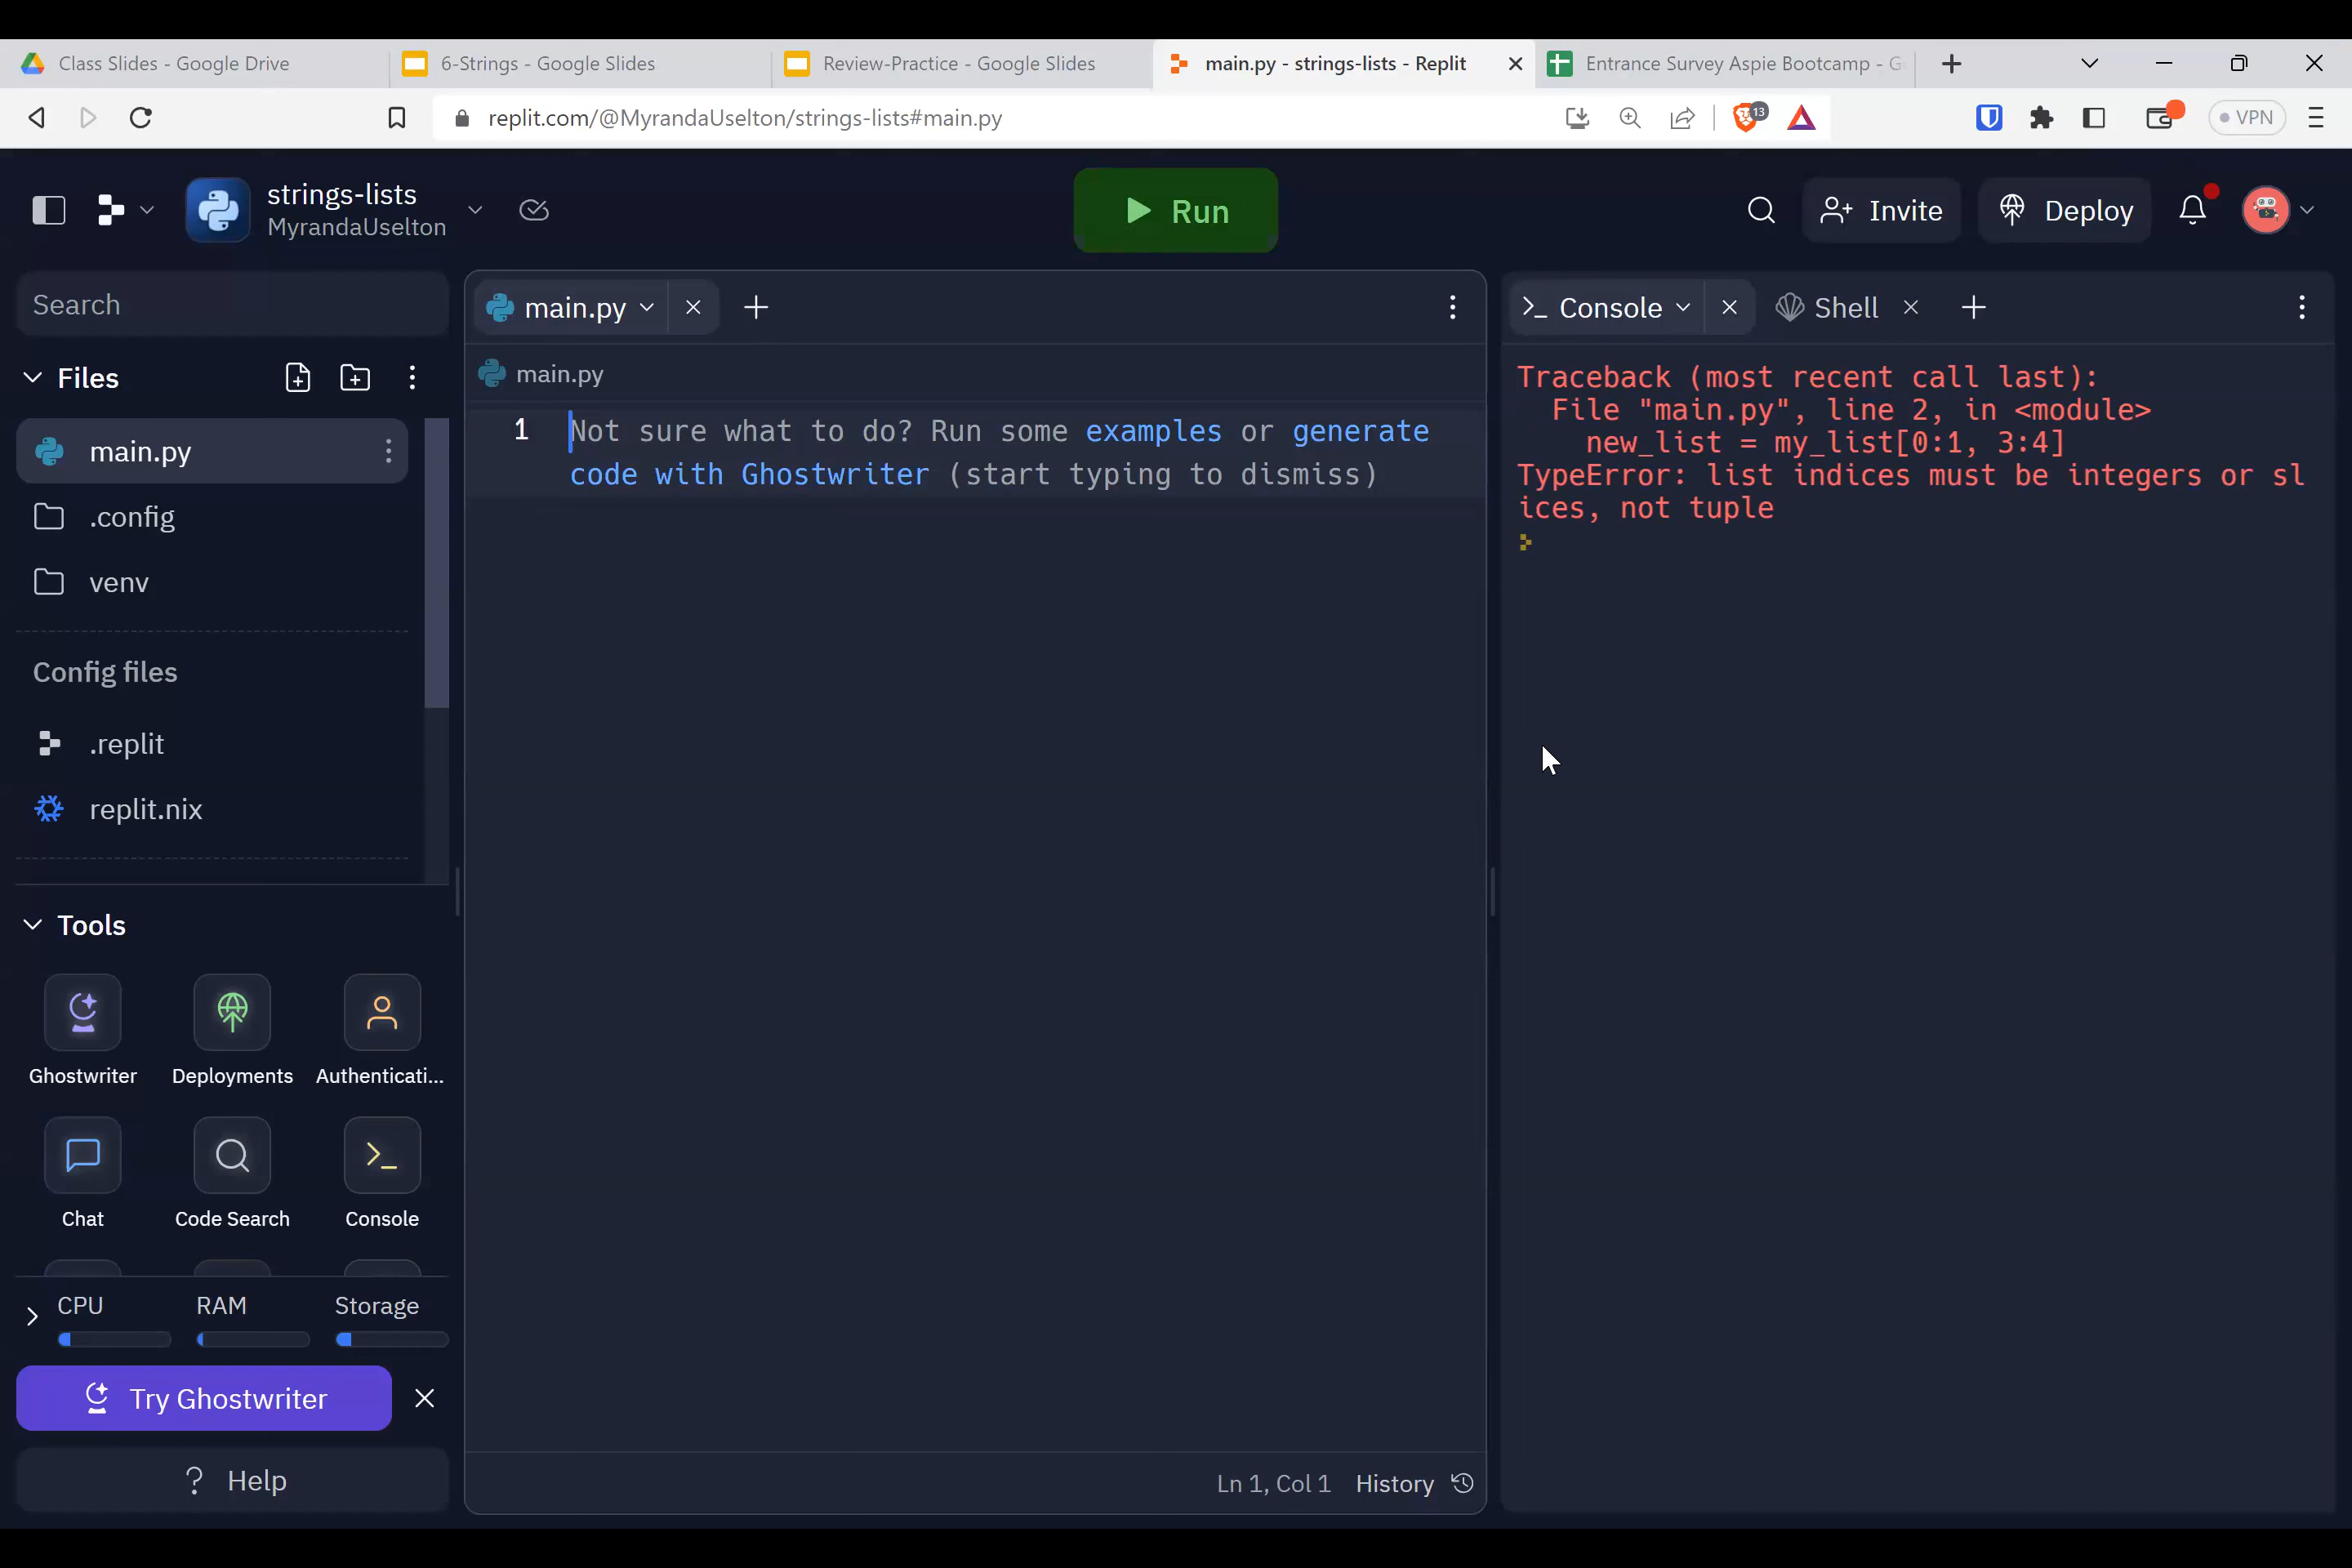 Class Slides - Google Drive
6-Strings - Google Slides
Review-Practice - Google Slides
main.py - strings-lists - Replit
Entrance Survey Aspie Bootcamp - G
replit.com/@MyrandaUselton/strings-lists#main.py
13
VPN
strings-lists
MyrandaUselton
Run
Invite
Deploy
Search
Files
main.py
.config
venv
Config files
.replit
replit.nix
Tools
Ghostwriter
Deployments
Authenticati...
Chat
Code Search
Console
CPU
RAM
Storage
Try Ghostwriter
? Help
main.py
main.py
1
Not sure what to do? Run some examples or generate
code with Ghostwriter (start typing to dismiss)
Ln 1, Col 1
History
Console
Shell
Traceback (most recent call last):
File "main.py", line 2, in <module>
new_list = my_list[0:1, 3:4]
TypeError: list indices must be integers or sl
ices, not tuple